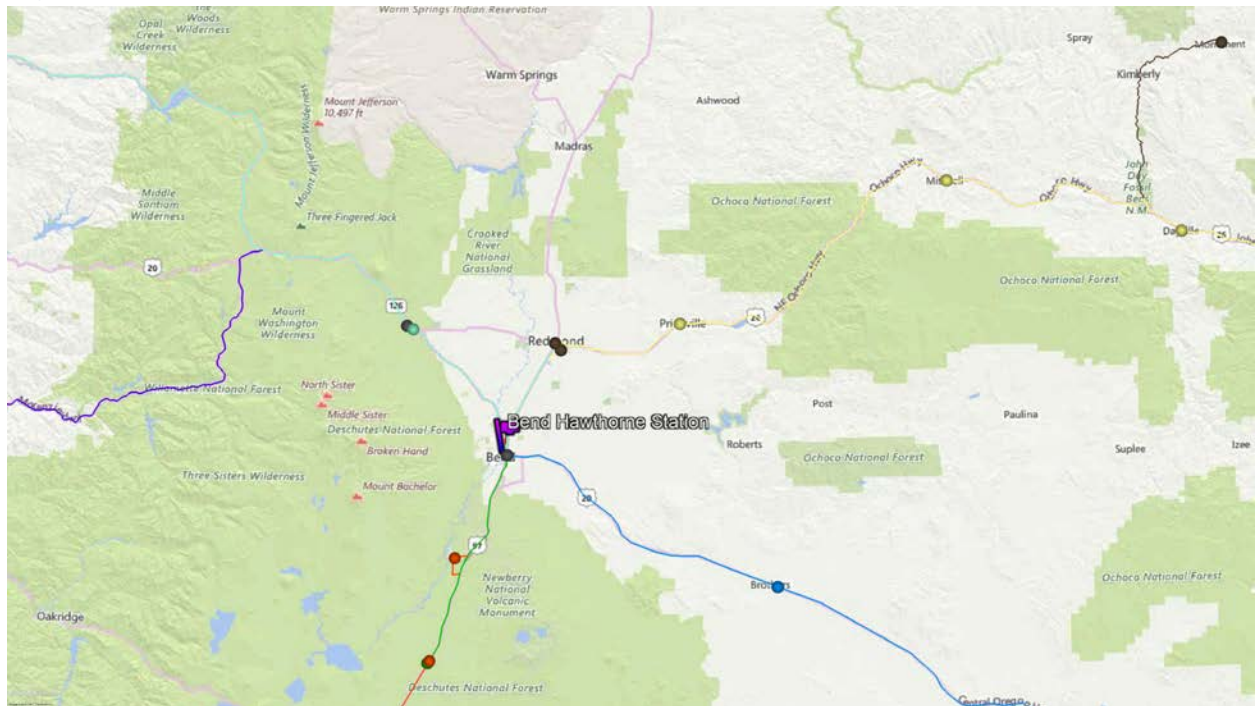 Warm Springs Indian Reservation
The
Woods
Wilderness
Opal
Creek
Wilderness
Spray
Monument
Warm Springs
Kimberly
Mount Jefferson
10,497 ft
Ashwood
Mount Jefferson Wilderness
Madras
Ochoco Hwy
John
Day
Fossil
Beds
N.M.
Middle
Santiam
Wilderness
Ochoco National Forest
Mitchell
Ochoco Hwy
Three Fingered Jack
Crooked
River
National
Grassland
Dayville
26
John
20
NE Ochoco Hwy
Ochoco National Forest
Mount
Washington
Wilderness
126
26
Prineville
Redmond
North Sister
Willamette National Forest
Middle Sister
Post
Paulina
Bend Hawthorne Station
Deschutes National Forest
Roberts
Suplee
Izee
Broken Hand
Bend
Ochoco National Forest
Three Sisters Wilderness
Mount Bachelor
20
97
Newberry
National
Volcanic
Monument
Brothers
Ochoco National Forest
Oakridge
Deschutes National Forest